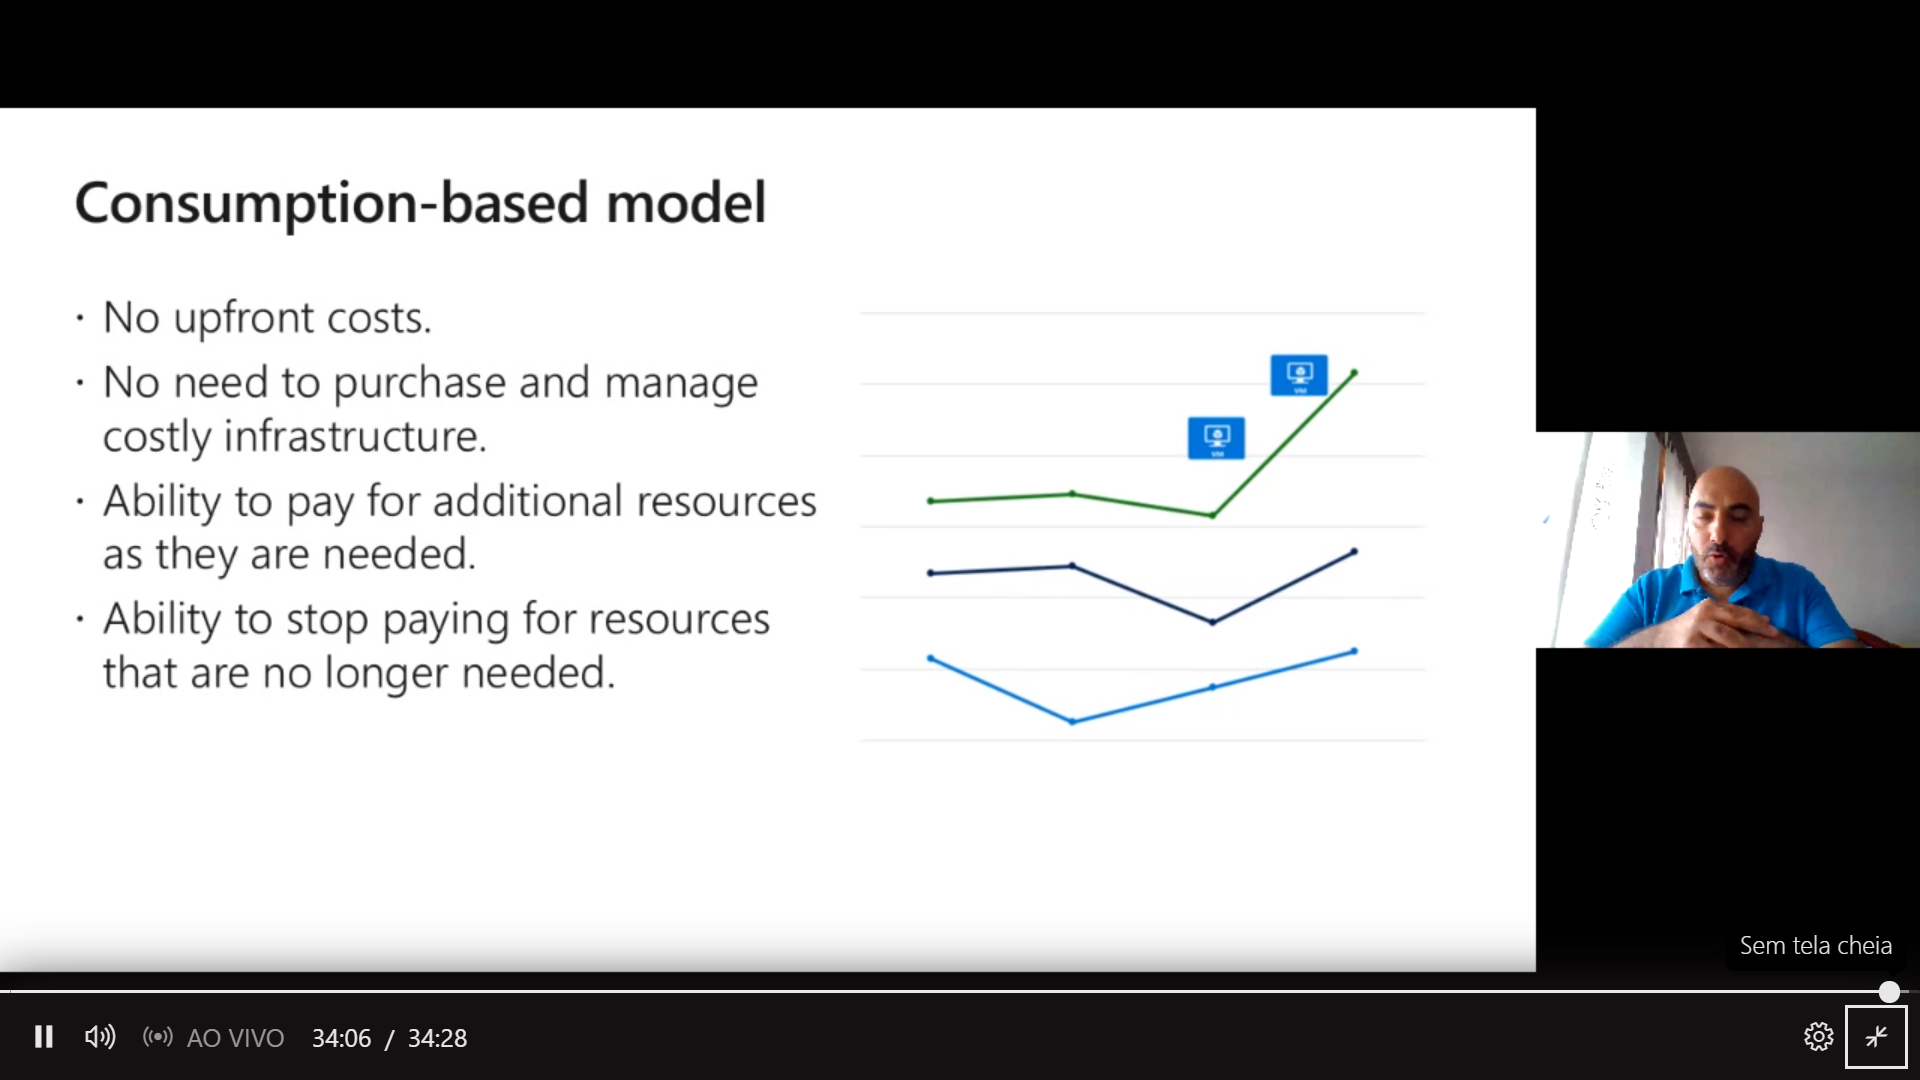 Consumption-based model
· No upfront costs.
· No need to purchase and manage
costly infrastructure.
· Ability to pay for additional resources
as they are needed.
· Ability to stop paying for resources
that are no longer needed.
VM
VM
Sem tela cheia
AO VIVO 34:06 / 34:28